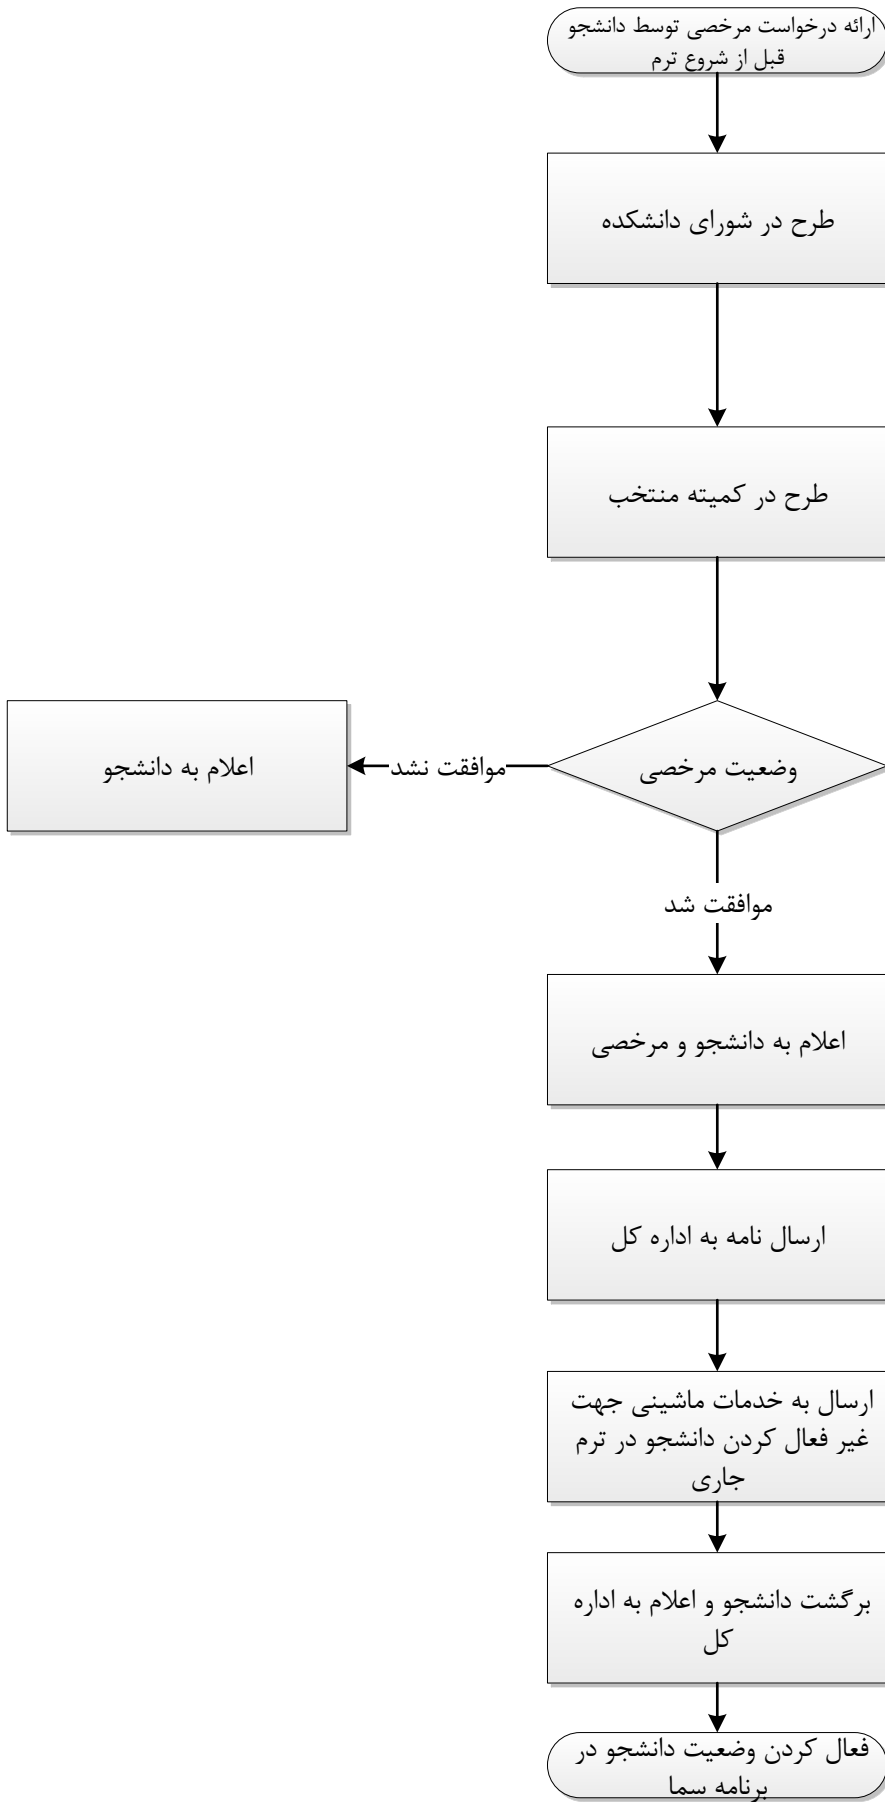 ارائه درخواست مرخصی توسط دانشجو
قبل از شروع ترم
طرح در شورای دانشکده
طرح در کمیته منتخب
وضعیت مرخصی
موافقت نشد
اعلام به دانشجو
موافقت شد
اعلام به دانشجو و مرخصی
ارسال نامه به اداره کل
ارسال به خدمات ماشینی جهت
غیر فعال کردن دانشجو در ترم
جاری
برگشت دانشجو و اعلام به اداره
کل
فعال کردن وضعیت دانشجو در
برنامه سما